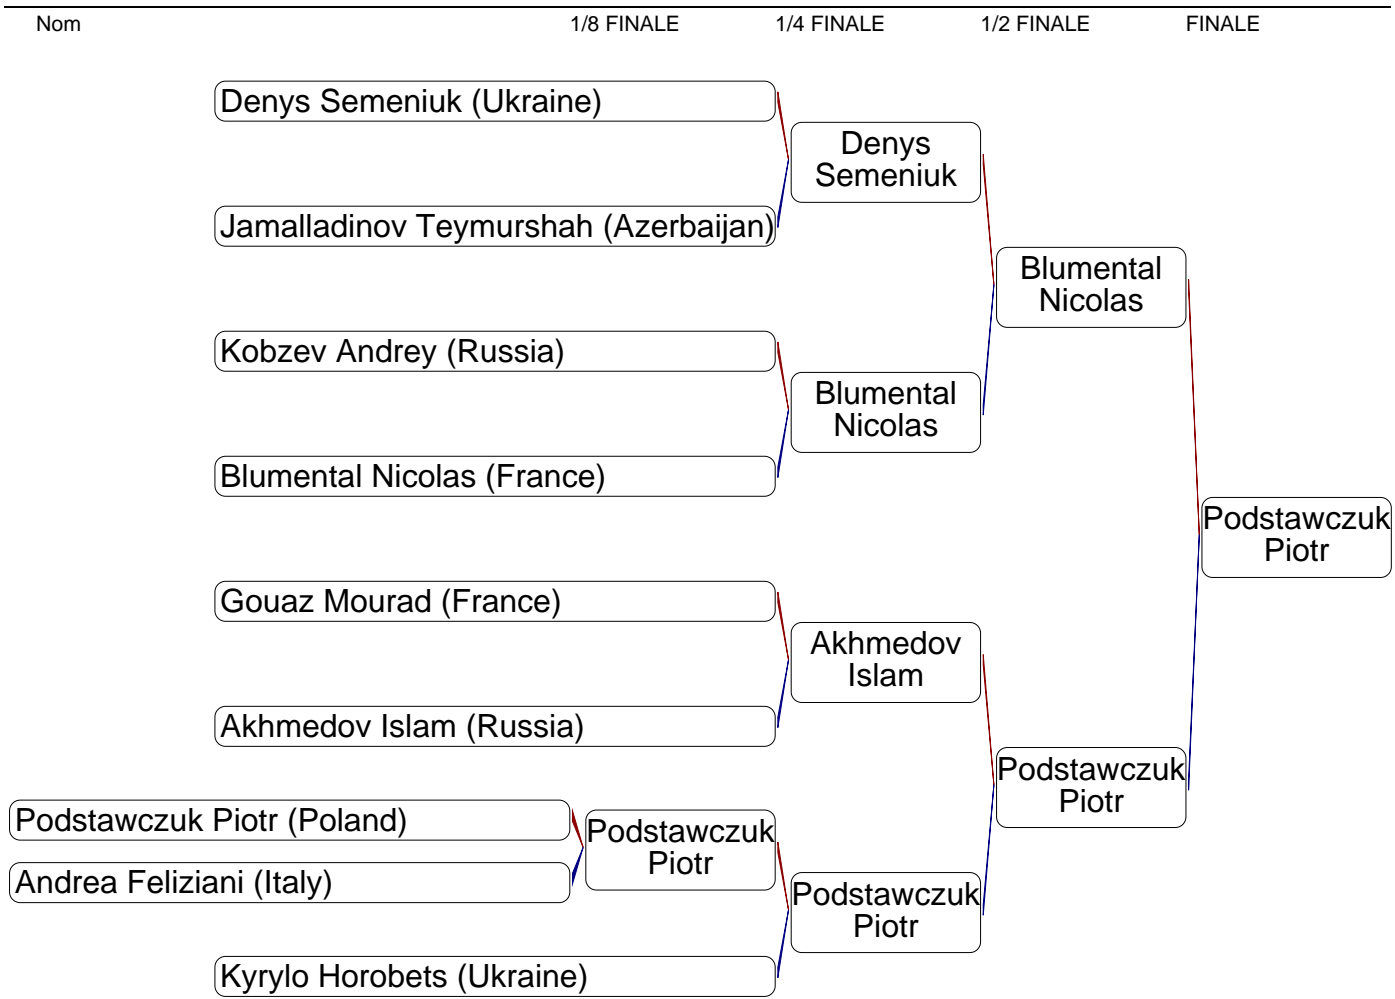 Nom 1/8 FINALE 1/4 FINALE 1/2 FINALE FINALE
Denys Semeniuk (Ukraine)
Denys
Semeniuk
Jamalladinov Teymurshah (Azerbaijan)
Blumental
Nicolas
Kobzev Andrey (Russia)
Blumental
Nicolas
Blumental Nicolas (France)
Podstawczuk
Piotr
Gouaz Mourad (France)
Akhmedov
Islam
Akhmedov Islam (Russia)
Podstawczuk
Piotr
Podstawczuk Piotr (Poland)
Podstawczuk
Piotr
Andrea Feliziani (Italy)
Podstawczuk
Piotr
Kyrylo Horobets (Ukraine)